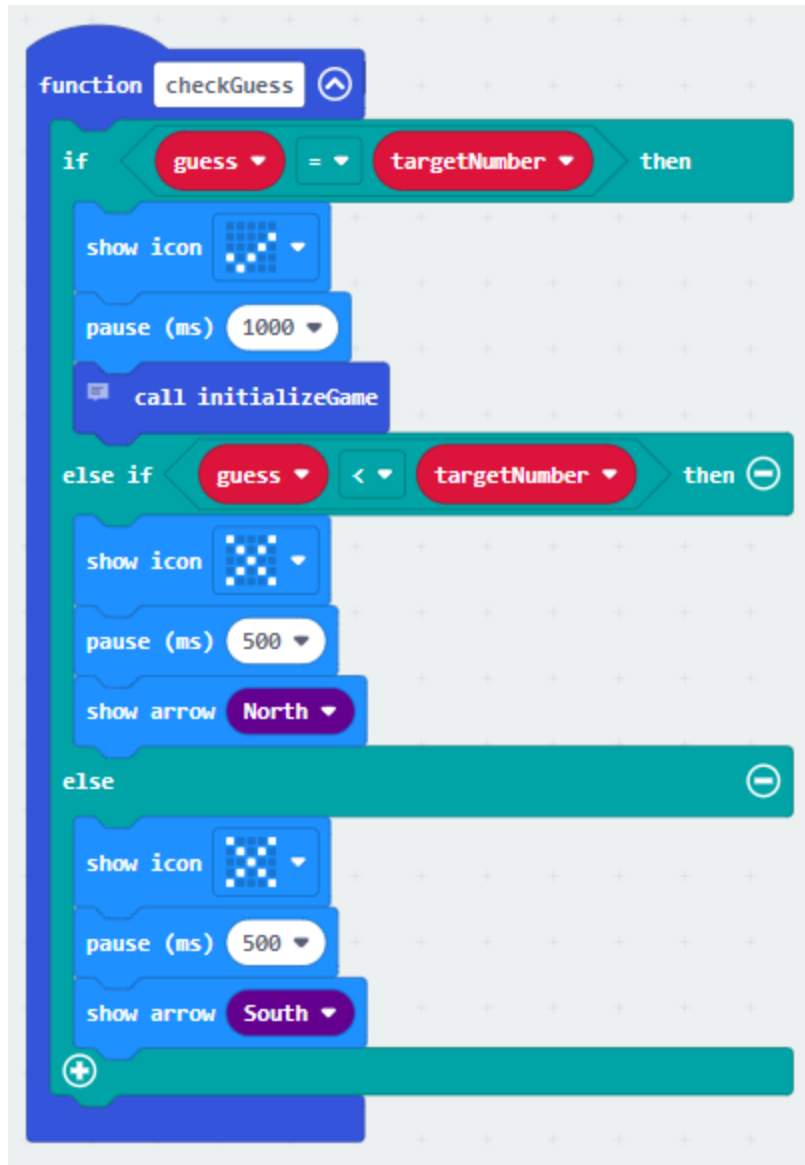 function checkGuess
if guess = targetNumber then
show icon
pause (ms) 1000
call initializeGame
else if guess < targetNumber then
show icon
pause (ms) 500
show arrow North
else
show icon
pause (ms) 500
show arrow South